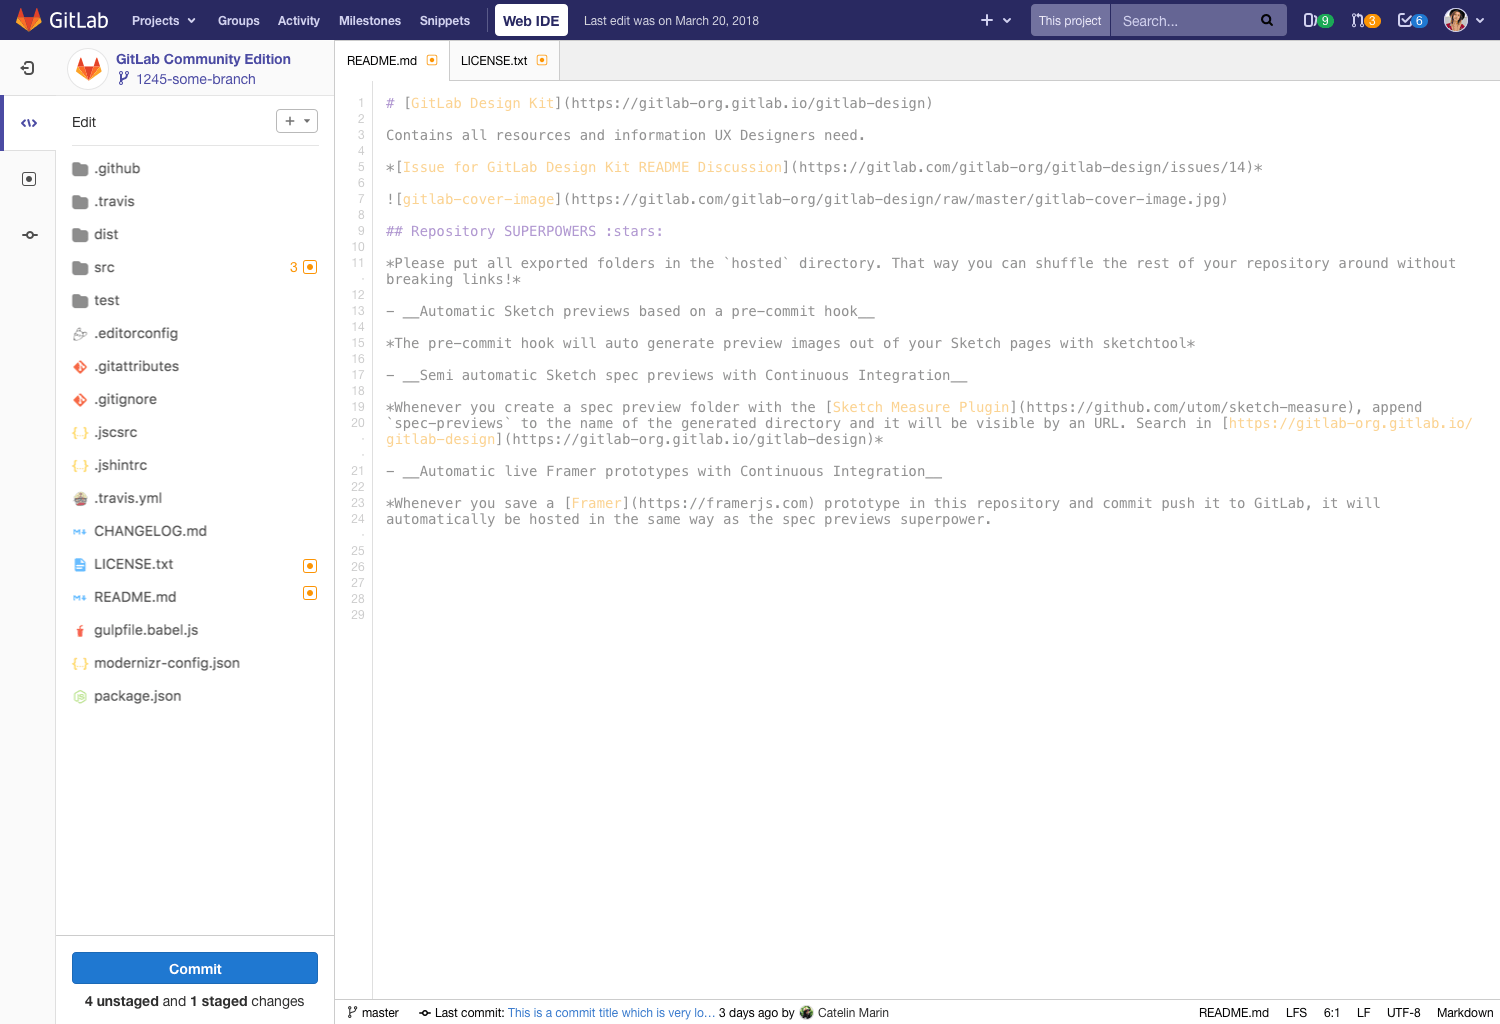 GitLab Projects Groups Activity Milestones Snippets Web IDE Last edit was on March 20, 2018 This project Search... 9 3 6
GitLab Community Edition
1245-some-branch
Edit
.github
.travis
dist
src 3
test
.editorconfig
.gitattributes
.gitignore
{..} .jscsrc
{..} .jshintrc
.travis.yml
M↓ CHANGELOG.md
LICENSE.txt
M↓ README.md
gulpfile.babel.js
{..} modernizr-config.json
package.json
Commit
4 unstaged and 1 staged changes
README.md LICENSE.txt
1 # [GitLab Design Kit](https://gitlab-org.gitlab.io/gitlab-design)
2
3 Contains all resources and information UX Designers need.
4
5 *[Issue for GitLab Design Kit README Discussion](https://gitlab.com/gitlab-org/gitlab-design/issues/14)*
6
7 ![gitlab-cover-image](https://gitlab.com/gitlab-org/gitlab-design/raw/master/gitlab-cover-image.jpg)
8
9 ## Repository SUPERPOWERS :stars:
10
11 *Please put all exported folders in the `hosted` directory. That way you can shuffle the rest of your repository around without
· breaking links!*
12
13 - __Automatic Sketch previews based on a pre-commit hook__
14
15 *The pre-commit hook will auto generate preview images out of your Sketch pages with sketchtool*
16
17 - __Semi automatic Sketch spec previews with Continuous Integration__
18
19 *Whenever you create a spec preview folder with the [Sketch Measure Plugin](https://github.com/utom/sketch-measure), append
20 `spec-previews` to the name of the generated directory and it will be visible by an URL. Search in [https://gitlab-org.gitlab.io/
· gitlab-design](https://gitlab-org.gitlab.io/gitlab-design)*
·
21 - __Automatic live Framer prototypes with Continuous Integration__
22
23 *Whenever you save a [Framer](https://framerjs.com) prototype in this repository and commit push it to GitLab, it will
24 automatically be hosted in the same way as the spec previews superpower.
·
25
26
27
28
29
master Last commit: This is a commit title which is very lo... 3 days ago by Catelin Marin README.md LFS 6:1 LF UTF-8 Markdown